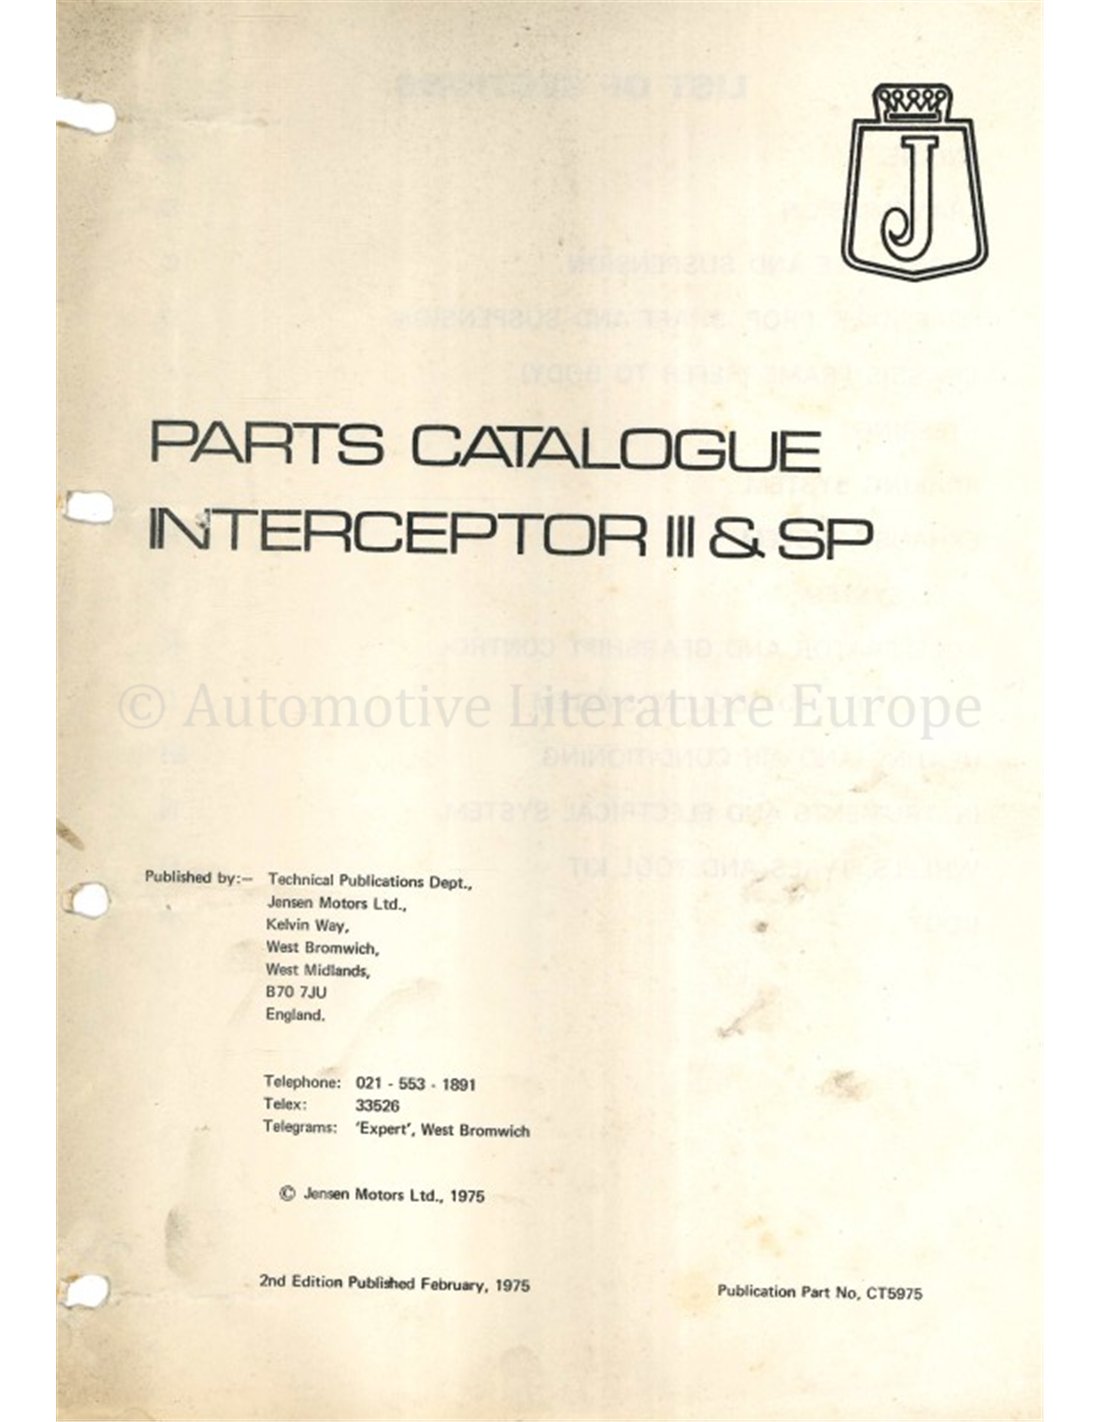 J
PARTS CATALOGUE
INTERCEPTOR III & SP
© Automotive Literature Europe
Published by:— Technical Publications Dept.,
Jensen Motors Ltd.,
Kelvin Way,
West Bromwich,
West Midlands,
B70 7JU
England.
Telephone: 021 - 553 - 1891
Telex: 33526
Telegrams: 'Expert', West Bromwich
© Jensen Motors Ltd., 1975
2nd Edition Published February, 1975
Publication Part No, CT5975